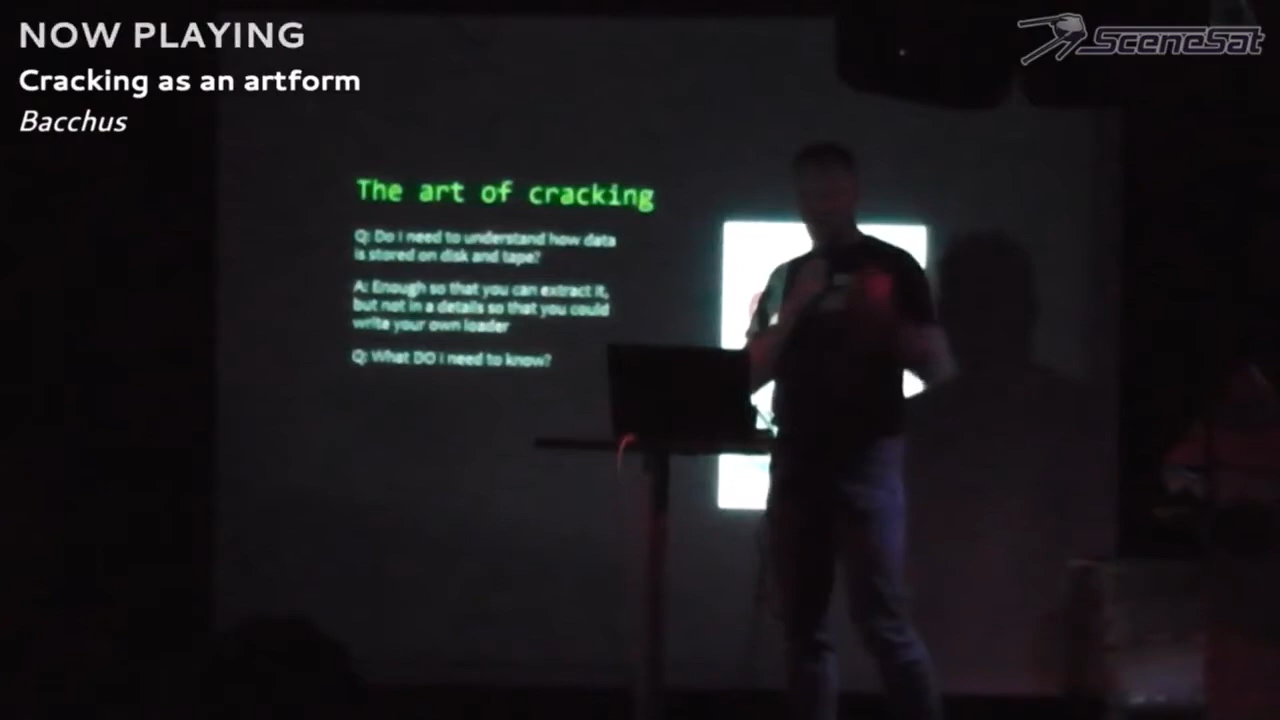 NOW PLAYING
Cracking as an artform
Bacchus
SceneSat
The art of cracking
Q: Do I need to understand how data
is stored on disk and tape?
A: Enough so that you can extract it,
but not in a details so that you could
write your own loader
Q: What DO I need to know?